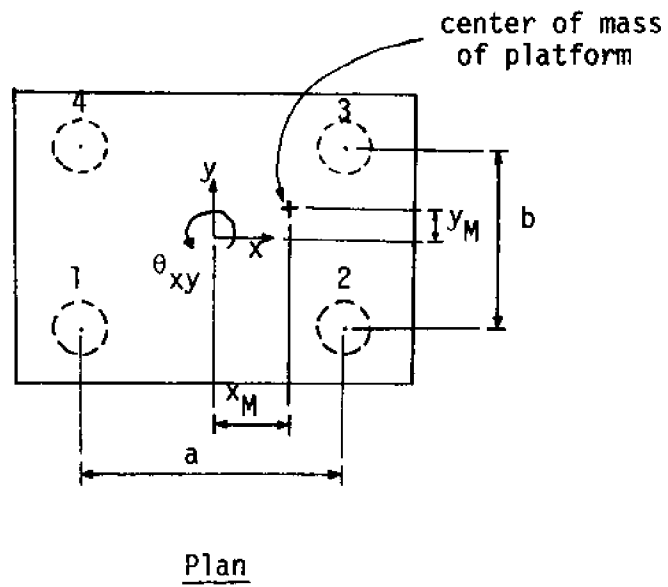 center of mass
of platform
4
3
y
y_M
b
x
θ_xy
1
2
x_M
a
Plan